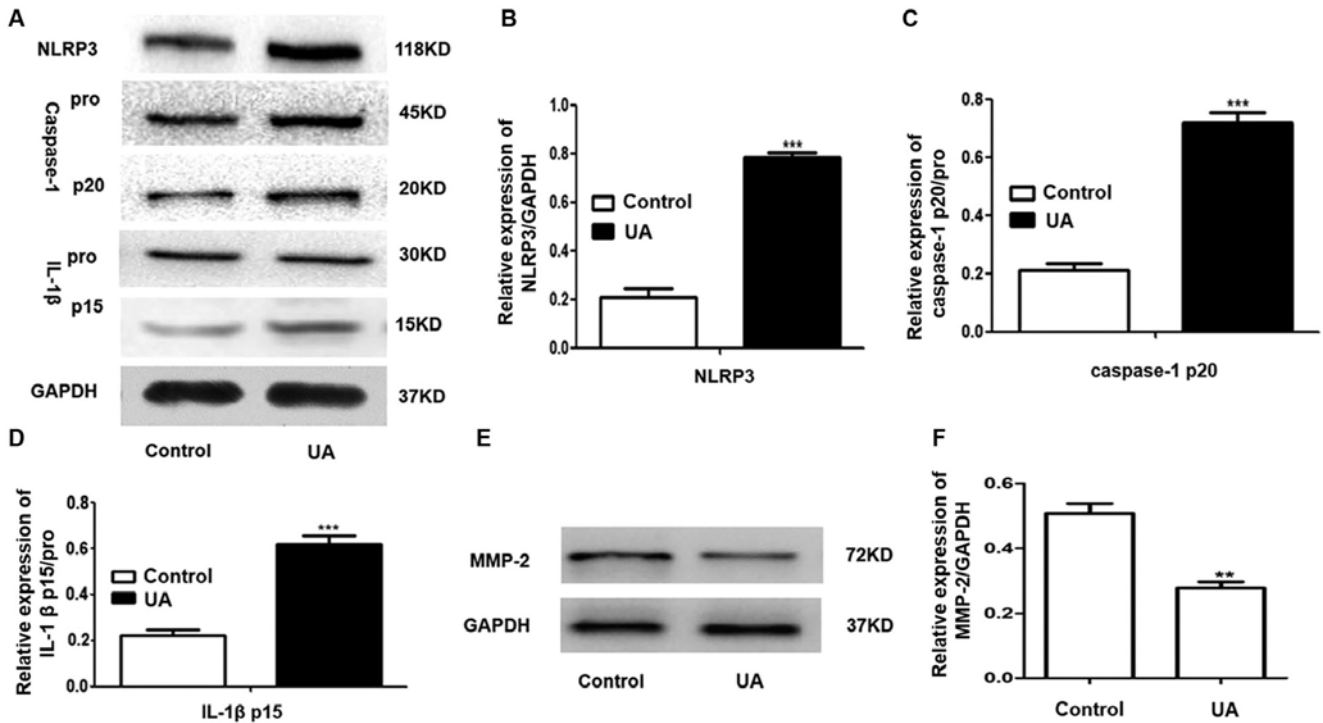 A
NLRP3
118KD
Caspase-1
pro
45KD
p20
20KD
IL-1β
pro
30KD
p15
15KD
GAPDH
37KD
Control
UA
B
Relative expression of
NLRP3/GAPDH
1.0
0.8
0.6
0.4
0.2
0.0
***
Control
UA
NLRP3
C
Relative expression of
caspase-1 p20/pro
0.8
0.6
0.4
0.2
0.0
***
Control
UA
caspase-1 p20
D
Relative expression of
IL-1 β p15/pro
0.8
0.6
0.4
0.2
0.0
***
Control
UA
IL-1β p15
E
MMP-2
72KD
GAPDH
37KD
Control
UA
F
Relative expression of
MMP-2/GAPDH
0.6
0.4
0.2
0.0
**
Control
UA